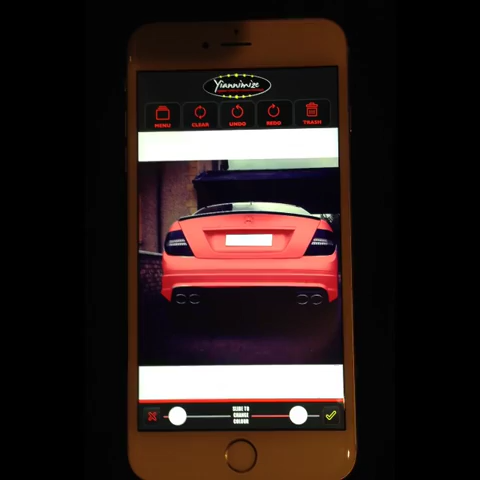 Yiannimize
MENU CLEAR UNDO REDO TRASH
SLIDE TO
CHANGE
COLOUR